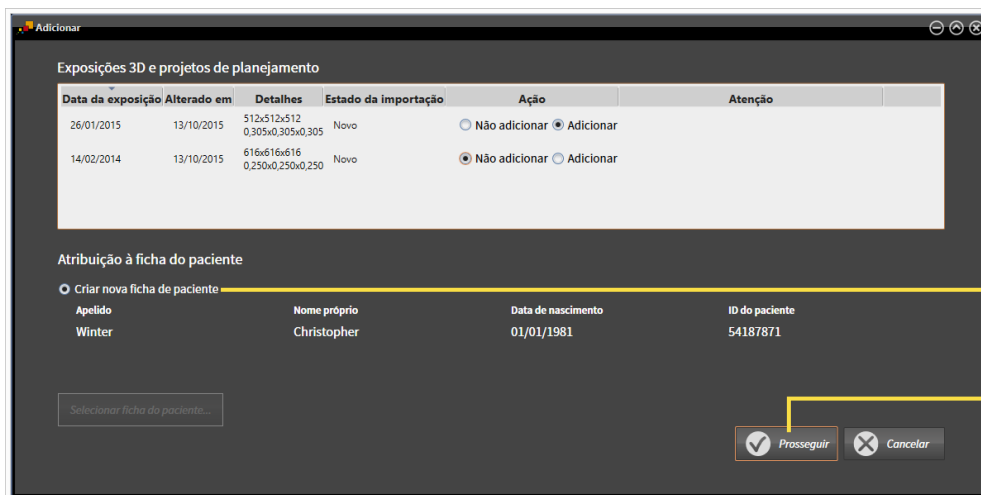 Adicionar
Exposições 3D e projetos de planejamento
Data da exposição Alterado em Detalhes Estado da importação Ação Atenção
26/01/2015 13/10/2015 512x512x512 0,305x0,305x0,305 Novo Não adicionar Adicionar
14/02/2014 13/10/2015 616x616x616 0,250x0,250x0,250 Novo Não adicionar Adicionar
Atribuição à ficha do paciente
Criar nova ficha de paciente
Apelido Nome próprio Data de nascimento ID do paciente
Winter Christopher 01/01/1981 54187871
Selecionar ficha do paciente...
Prosseguir Cancelar